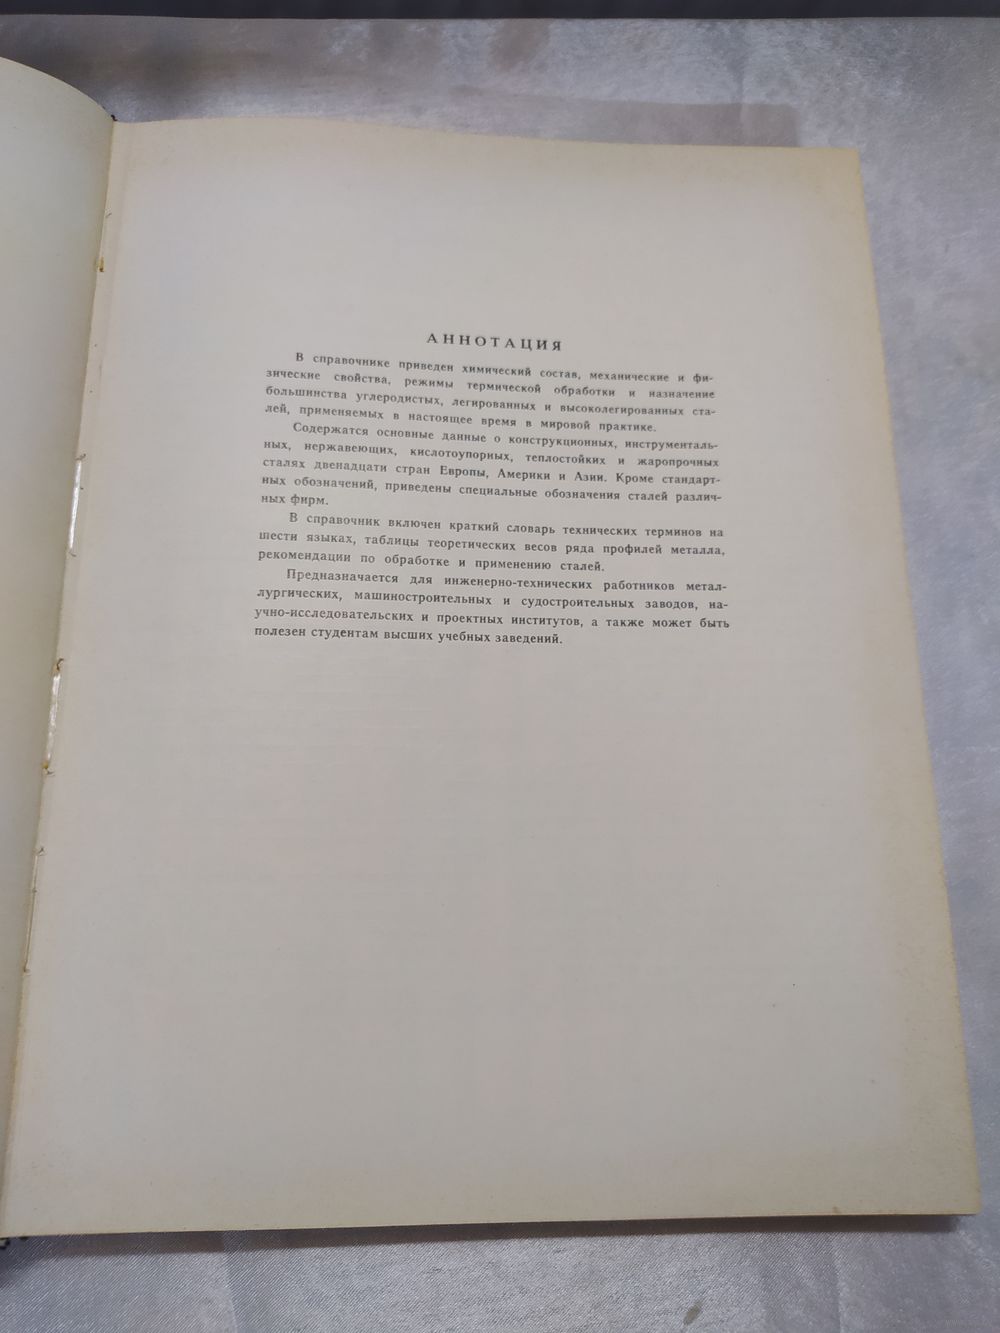 АННОТАЦИЯ
В справочнике приведен химический состав, механические и фи-
зические свойства, режимы термической обработки и назначение
большинства углеродистых, легированных и высоколегированных ста-
лей, применяемых в настоящее время в мировой практике.
Содержатся основные данные о конструкционных, инструменталь-
ных, нержавеющих, кислотоупорных, теплостойких и жаропрочных
сталях двенадцати стран Европы, Америки и Азии. Кроме стандарт-
ных обозначений, приведены специальные обозначения сталей различ-
ных фирм.
В справочник включен краткий словарь технических терминов на
шести языках, таблицы теоретических весов ряда профилей металла,
рекомендации по обработке и применению сталей.
Предназначается для инженерно-технических работников метал-
лургических, машиностроительных и судостроительных заводов, на-
учно-исследовательских и проектных институтов, а также может быть
полезен студентам высших учебных заведений.